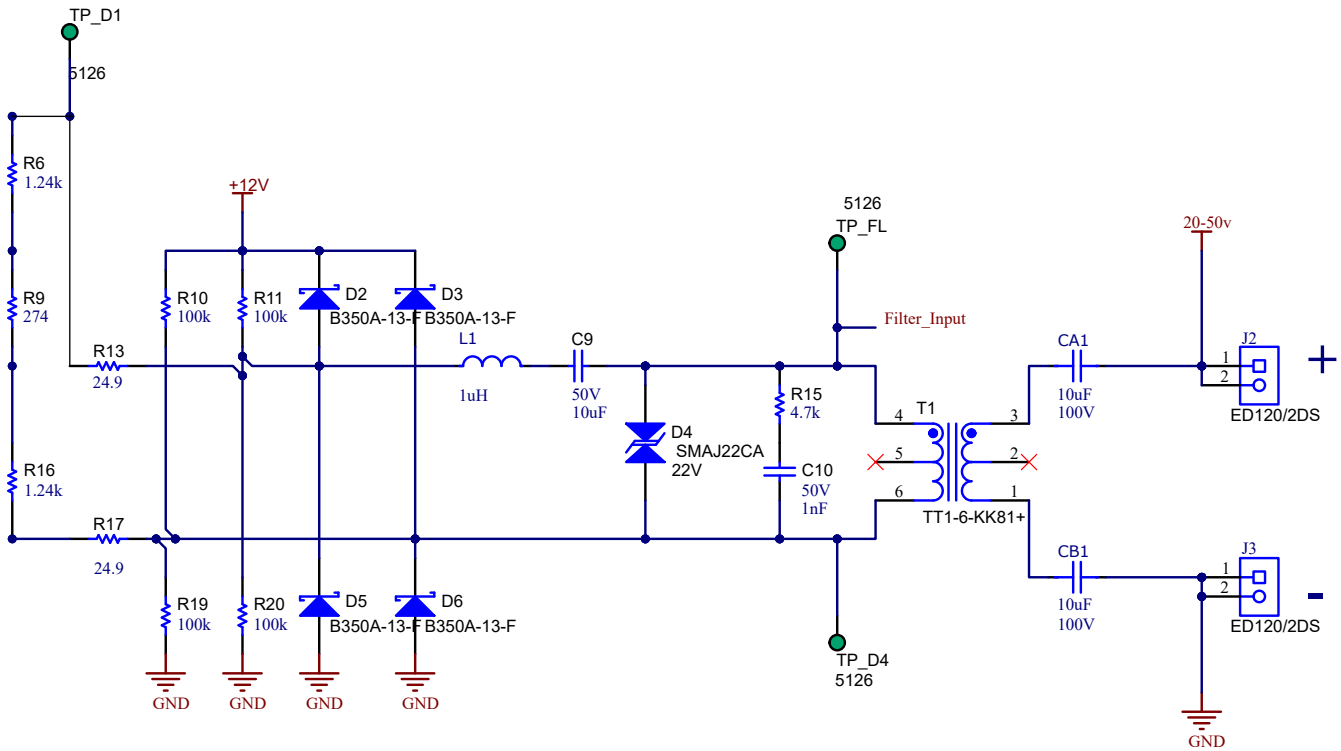 TP_D1
5126
R6
1.24k
R9
274
R13
24.9
R16
1.24k
R17
24.9
+12V
R10
100k
R11
100k
D2
B350A-13-F
D3
B350A-13-F
L1
1uH
C9
50V
10uF
R19
100k
R20
100k
D5
B350A-13-F
D6
B350A-13-F
GND
GND
GND
GND
D4
SMAJ22CA
22V
R15
4.7k
C10
50V
1nF
5126
TP_FL
Filter_Input
TP_D4
5126
4
5
6
T1
3
2
1
TT1-6-KK81+
CA1
10uF
100V
CB1
10uF
100V
20-50v
J2
1
2
ED120/2DS
+
J3
1
2
ED120/2DS
-
GND